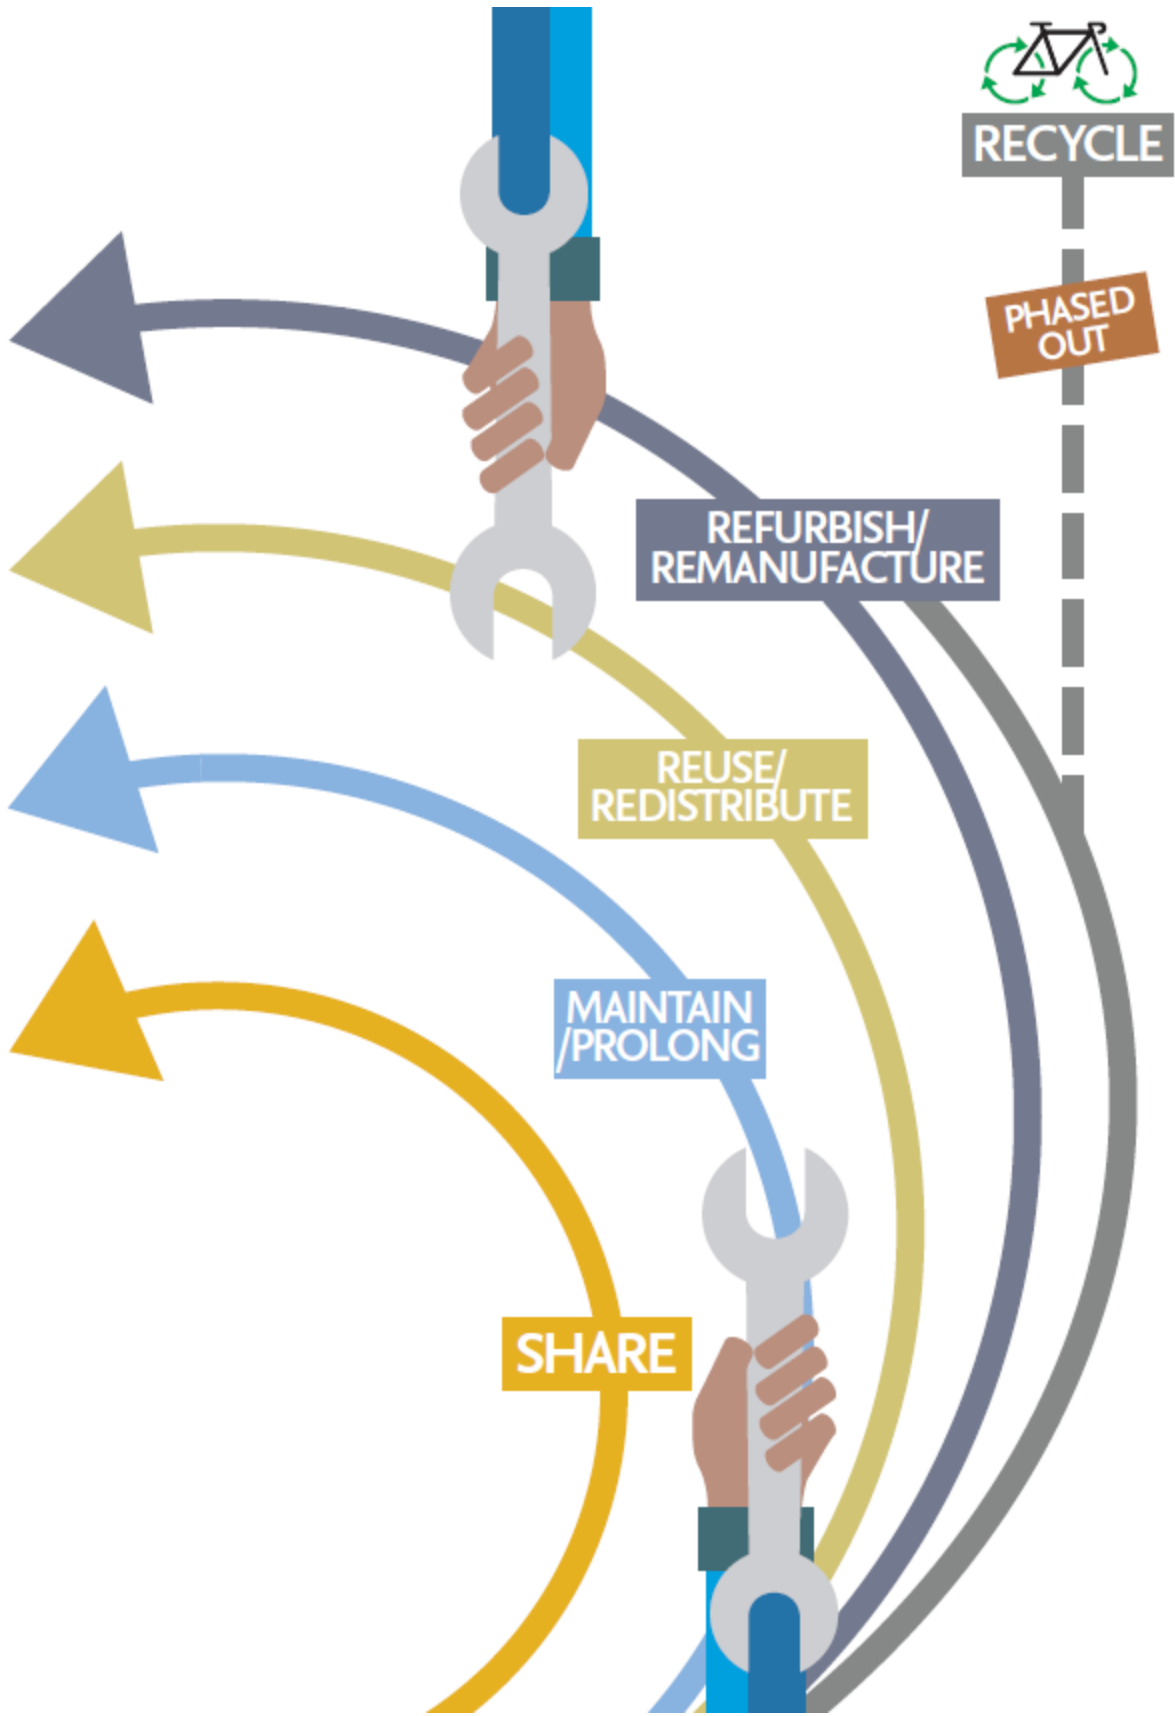 RECYCLE
PHASED
OUT
REFURBISH/
REMANUFACTURE
REUSE/
REDISTRIBUTE
MAINTAIN
/PROLONG
SHARE